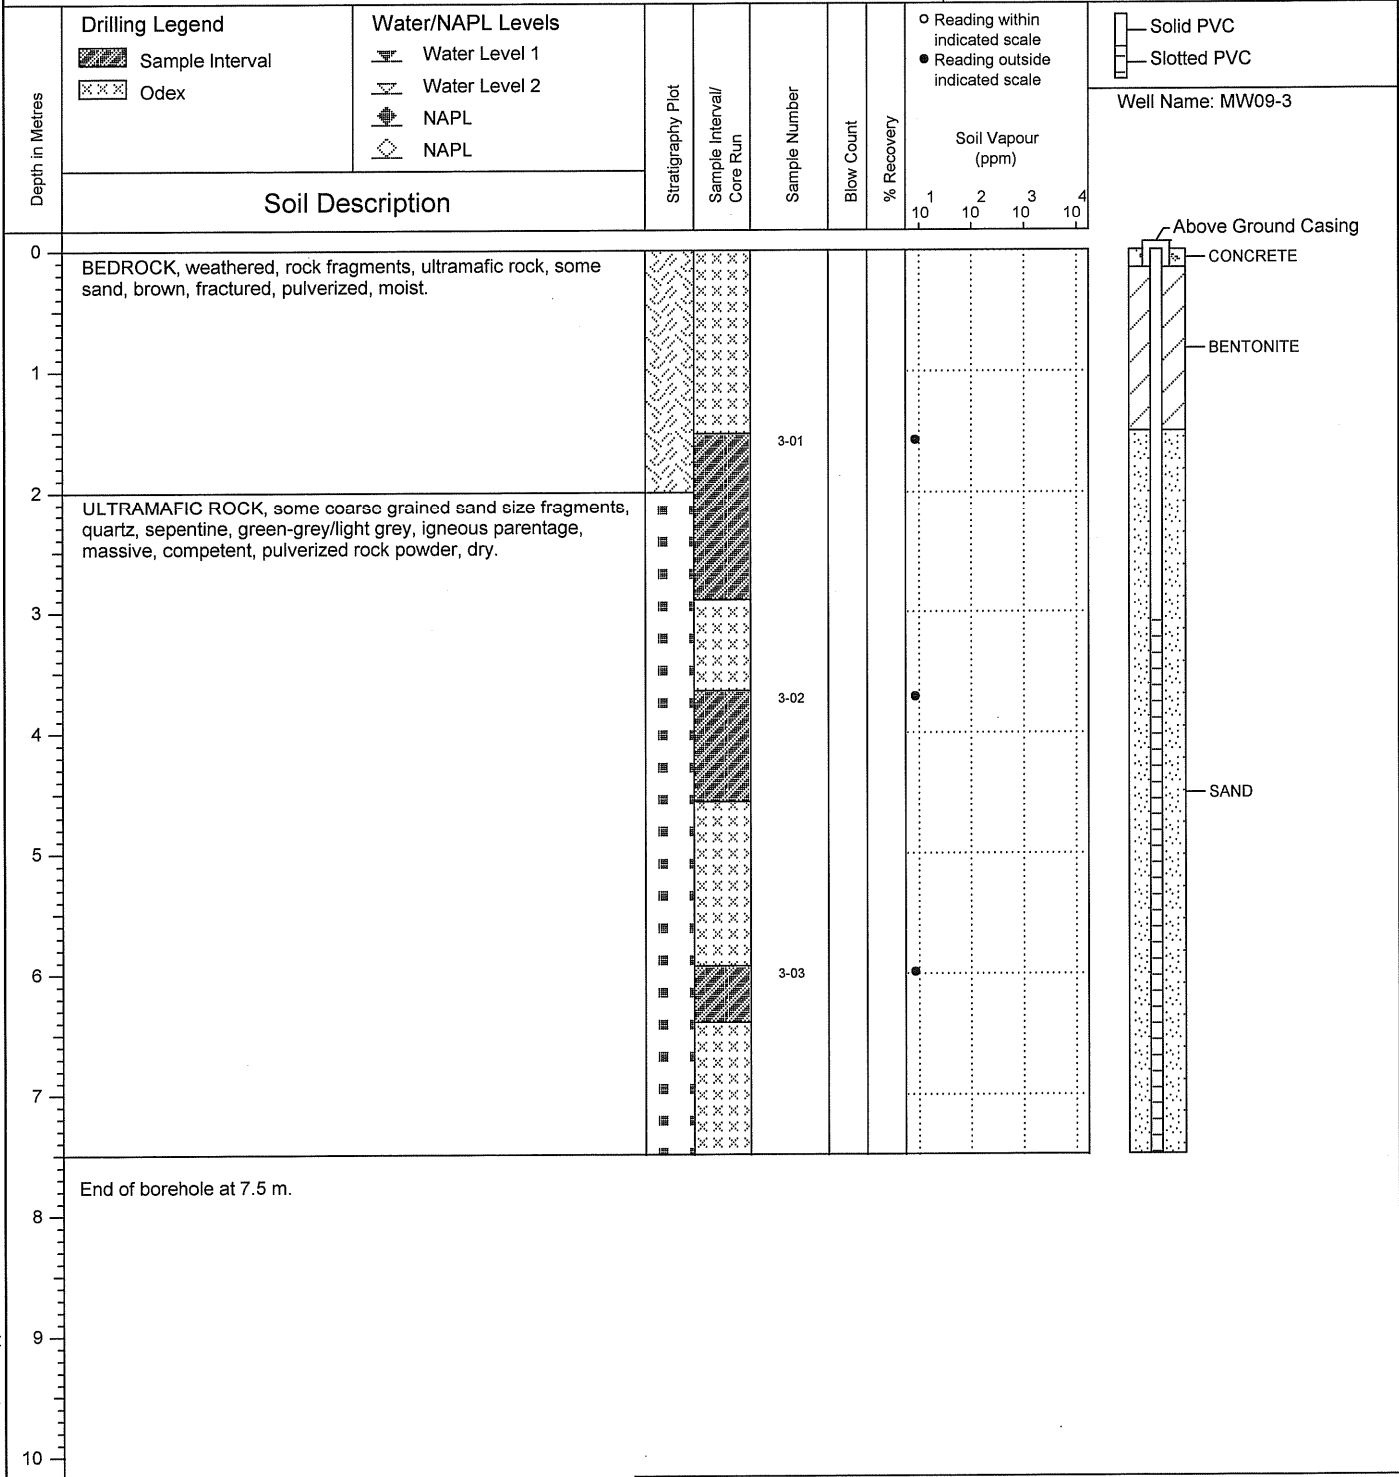 Drilling Legend
Sample Interval
Odex
Water/NAPL Levels
Water Level 1
Water Level 2
NAPL
NAPL
Depth in Metres
Soil Description
Stratigraphy Plot
Sample Interval/
Core Run
Sample Number
Blow Count
% Recovery
Reading within
indicated scale
Reading outside
indicated scale
Soil Vapour
(ppm)
10 1 10 2 10 3 10 4
Solid PVC
Slotted PVC
Well Name: MW09-3
Above Ground Casing
CONCRETE
BENTONITE
SAND
0
BEDROCK, weathered, rock fragments, ultramafic rock, some
sand, brown, fractured, pulverized, moist.
1
3-01
2
ULTRAMAFIC ROCK, some coarse grained sand size fragments,
quartz, sepentine, green-grey/light grey, igneous parentage,
massive, competent, pulverized rock powder, dry.
3
3-02
4
5
6
3-03
7
End of borehole at 7.5 m.
8
9
10